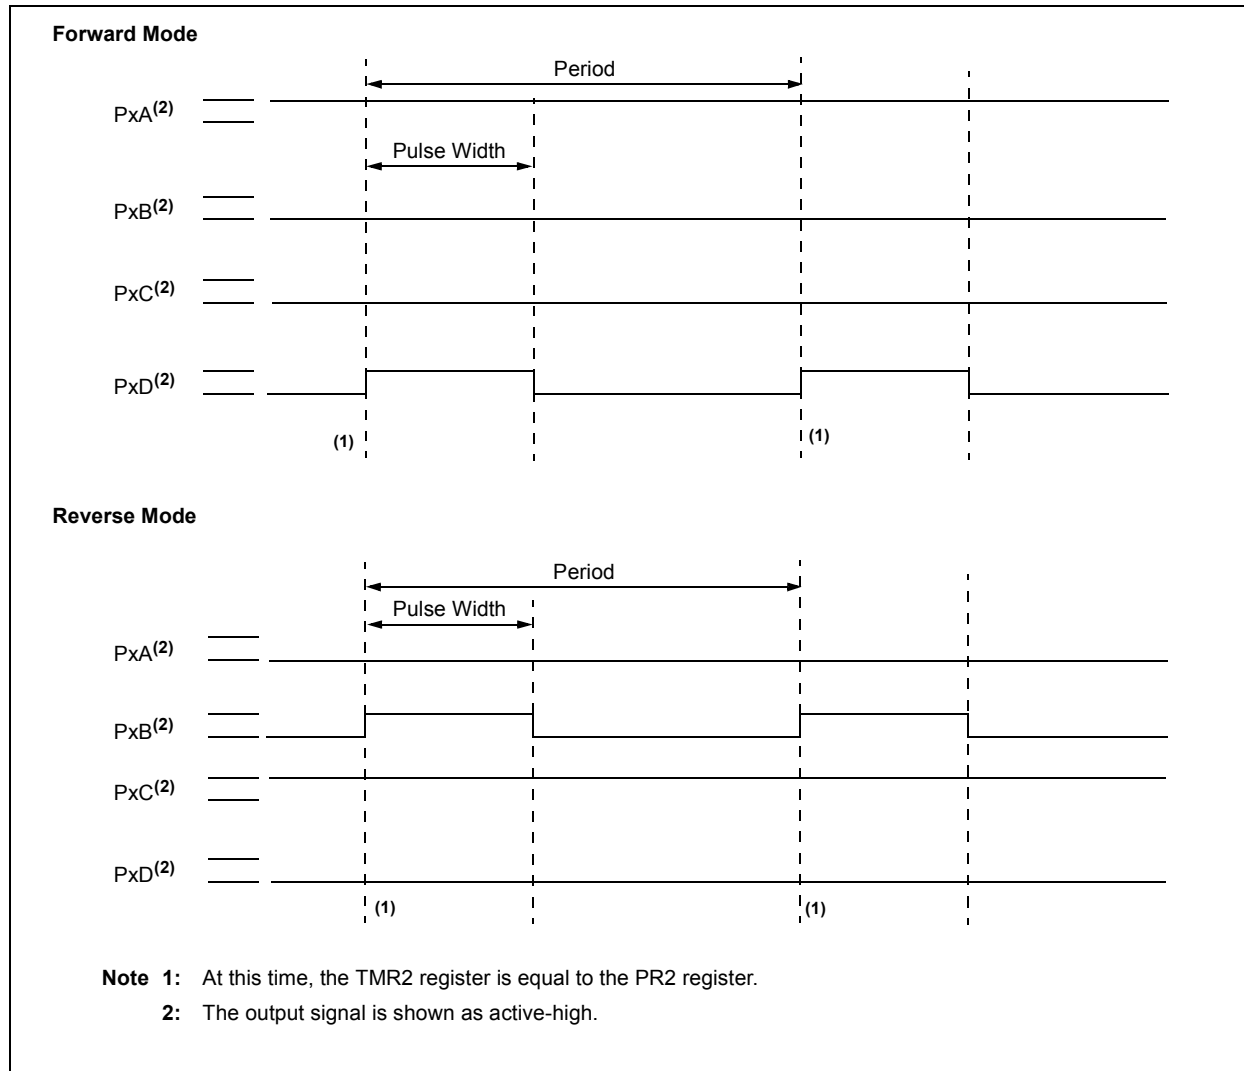 Forward Mode
Period
PxA(2)
Pulse Width
PxB(2)
PxC(2)
PxD(2)
(1)
(1)
Reverse Mode
Period
Pulse Width
PxA(2)
PxB(2)
PxC(2)
PxD(2)
(1)
(1)
Note 1: At this time, the TMR2 register is equal to the PR2 register.
2: The output signal is shown as active-high.